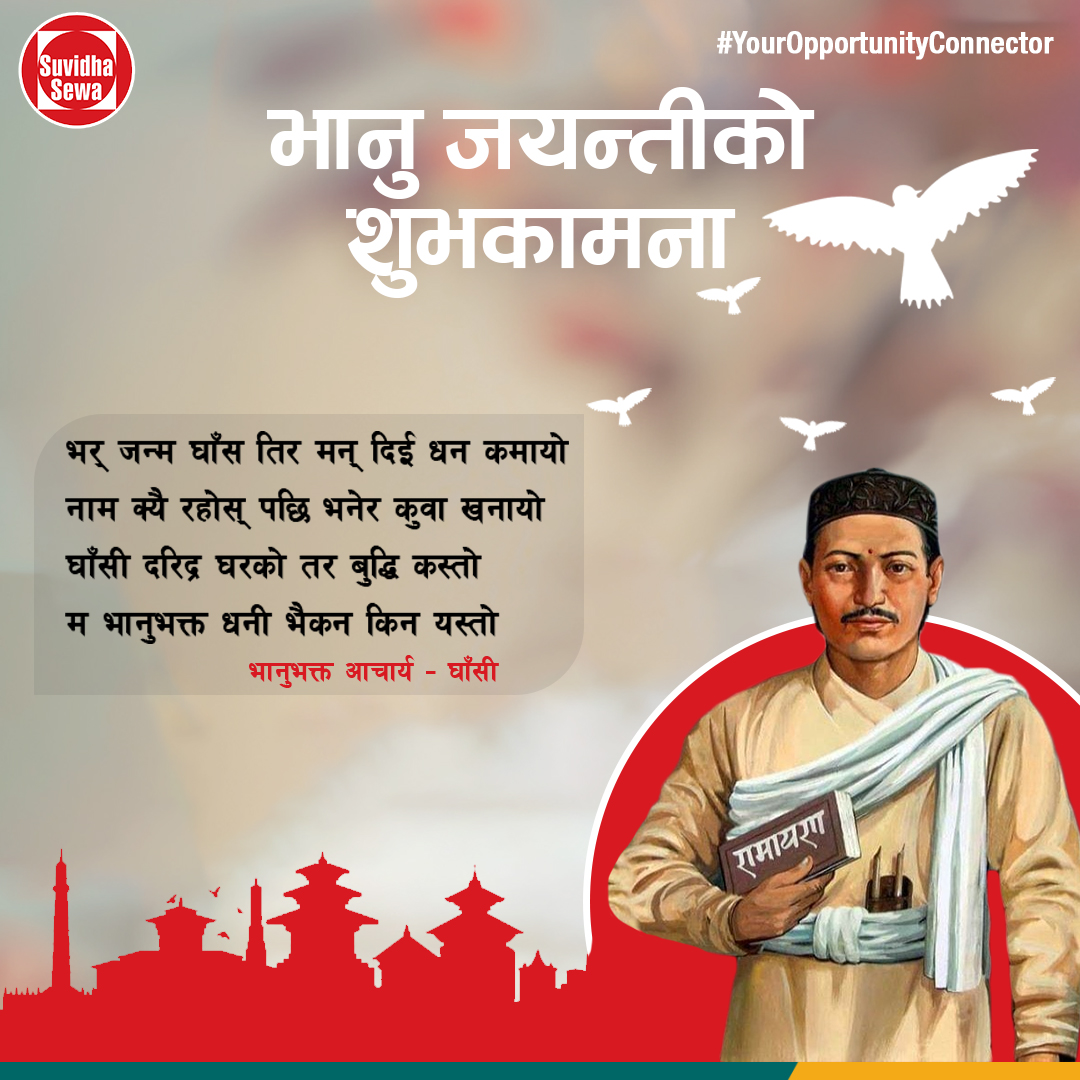 Suvidha
Sewa
#YourOpportunityConnector
भानु जयन्तीको
शुभकामना
भर् जन्म घाँस तिर मन् दिई धन कमायो
नाम क्यै रहोस् पछि भनेर कुवा खनायो
घाँसी दरिद्र घरको तर बुद्धि कस्तो
म भानुभक्त धनी भैकन किन यस्तो
भानुभक्त आचार्य - घाँसी
रामायण